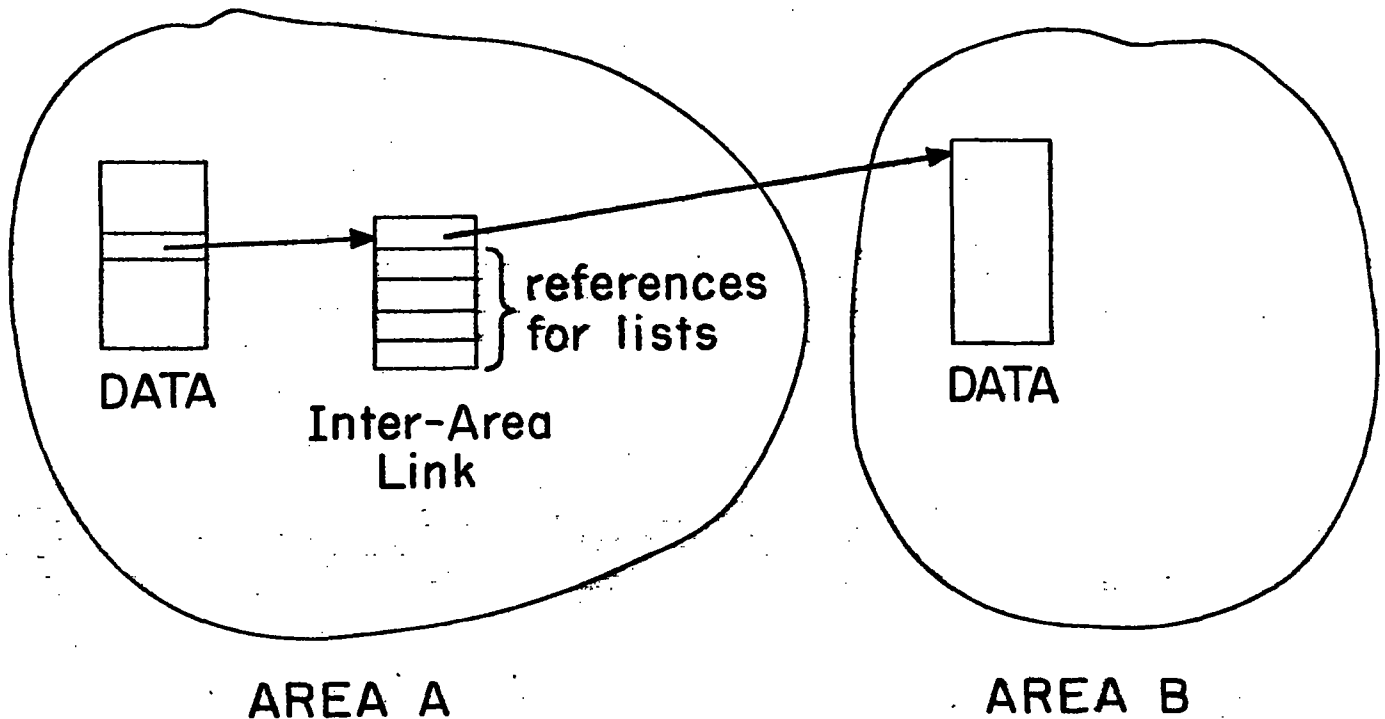 references
for lists
DATA
DATA
Inter-Area
Link
AREA A
AREA B